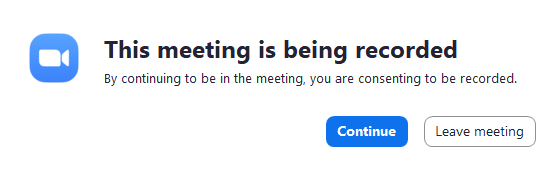 This meeting is being recorded
By continuing to be in the meeting, you are consenting to be recorded.
Continue
Leave meeting